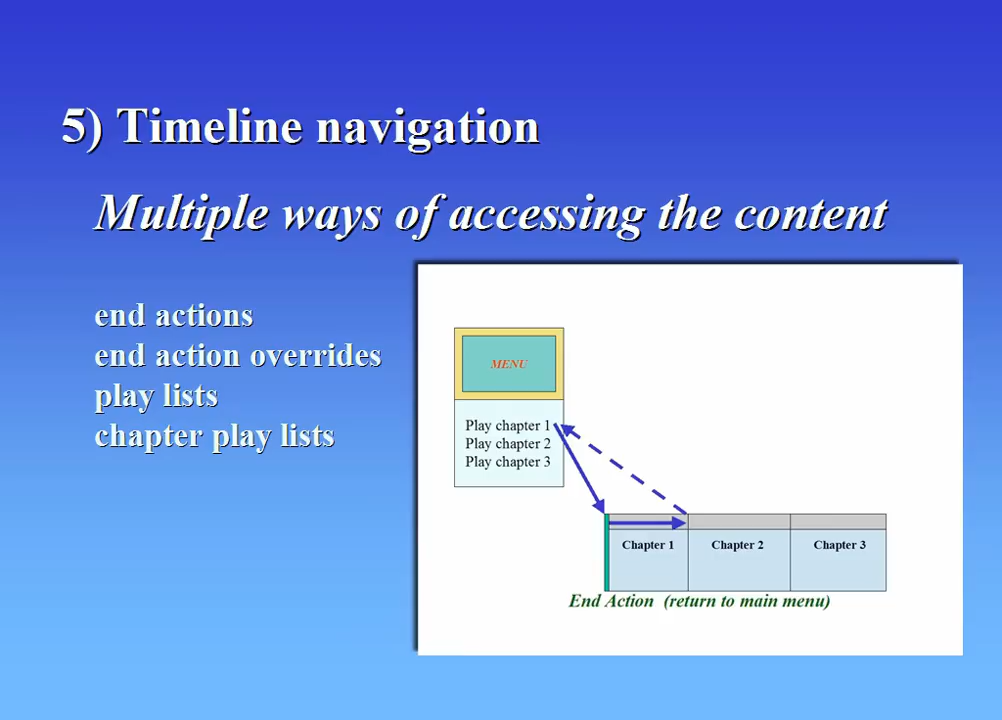 5) Timeline navigation
Multiple ways of accessing the content
end actions
end action overrides
play lists
chapter play lists
MENU
Play chapter 1
Play chapter 2
Play chapter 3
Chapter 1 Chapter 2 Chapter 3
End Action (return to main menu)